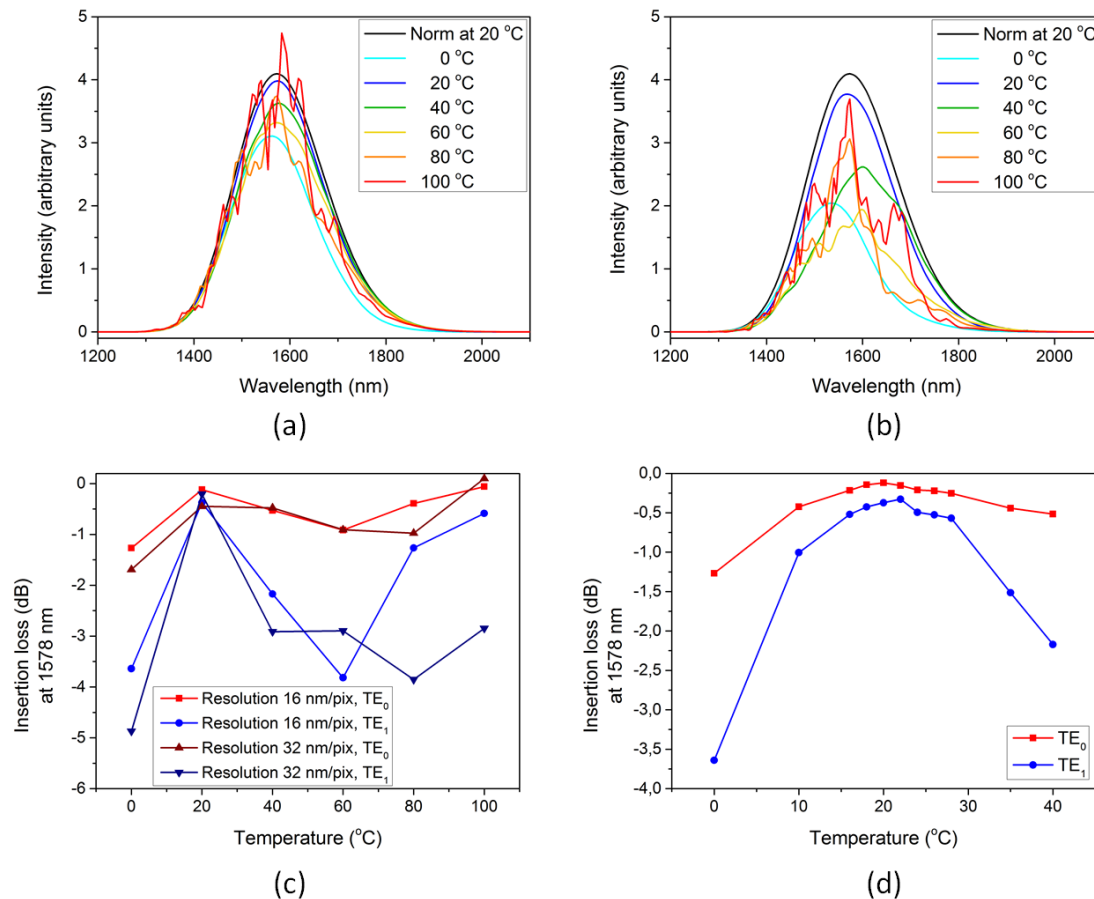 5
4
3
2
1
0
Intensity (arbitrary units)
Norm at 20 °C
0 °C
20 °C
40 °C
60 °C
80 °C
100 °C
1200 1400 1600 1800 2000
Wavelength (nm)
(a)
5
4
3
2
1
0
Intensity (arbitrary units)
Norm at 20 °C
0 °C
20 °C
40 °C
60 °C
80 °C
100 °C
1200 1400 1600 1800 2000
Wavelength (nm)
(b)
0
-1
-2
-3
-4
-5
-6
Insertion loss (dB)
at 1578 nm
Resolution 16 nm/pix, TE₀
Resolution 16 nm/pix, TE₁
Resolution 32 nm/pix, TE₀
Resolution 32 nm/pix, TE₁
0 20 40 60 80 100
Temperature (°C)
(c)
0,0
-0,5
-1,0
-1,5
-2,0
-2,5
-3,0
-3,5
-4,0
Insertion loss (dB)
at 1578 nm
TE₀
TE₁
0 10 20 30 40
Temperature (°C)
(d)